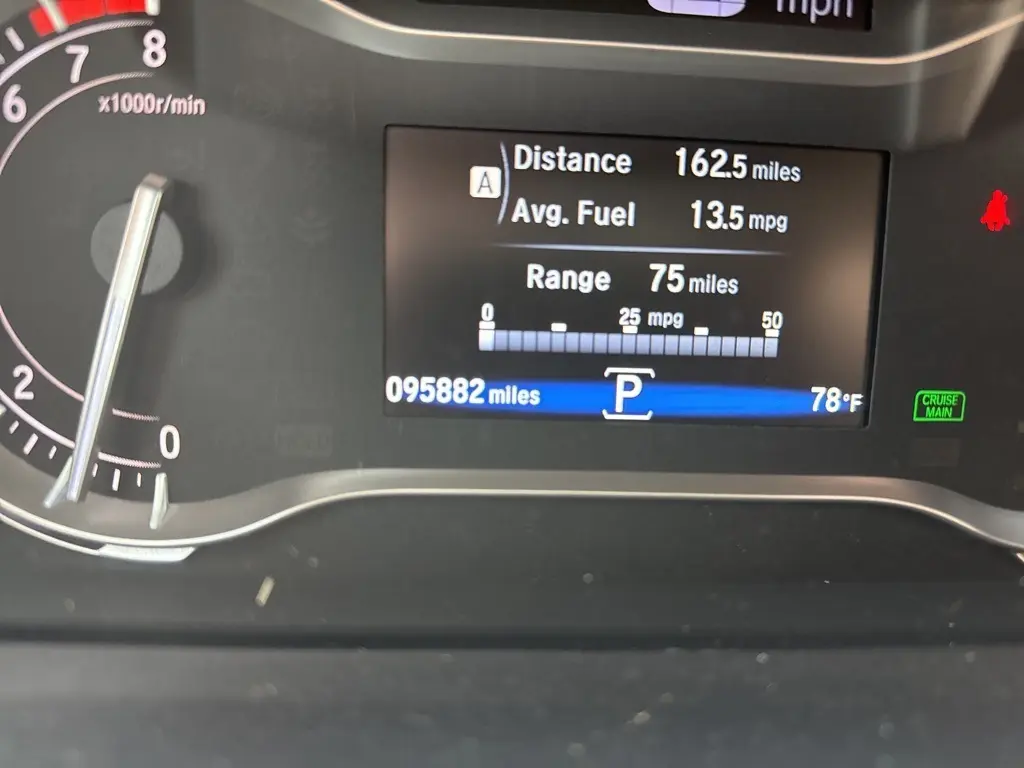 mph
8
7
6
x1000r/min
2
0
A
Distance 162.5 miles
Avg. Fuel 13.5 mpg
Range 75 miles
0 25 mpg 50
095882 miles P 78°F
CRUISE
MAIN